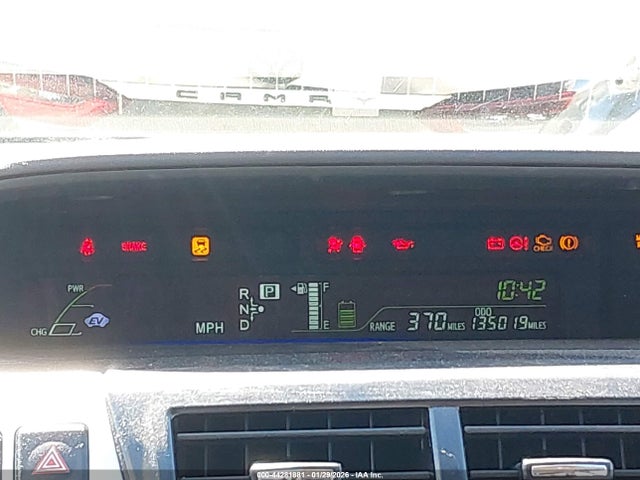 BRAKE
CHECK
PWR
CHG
EV
MPH
R
N
D
P
F
E
10:42
ODO
RANGE 370 MILES 135019 MILES
000-44281881 - 01/29/2026 - IAA Inc.